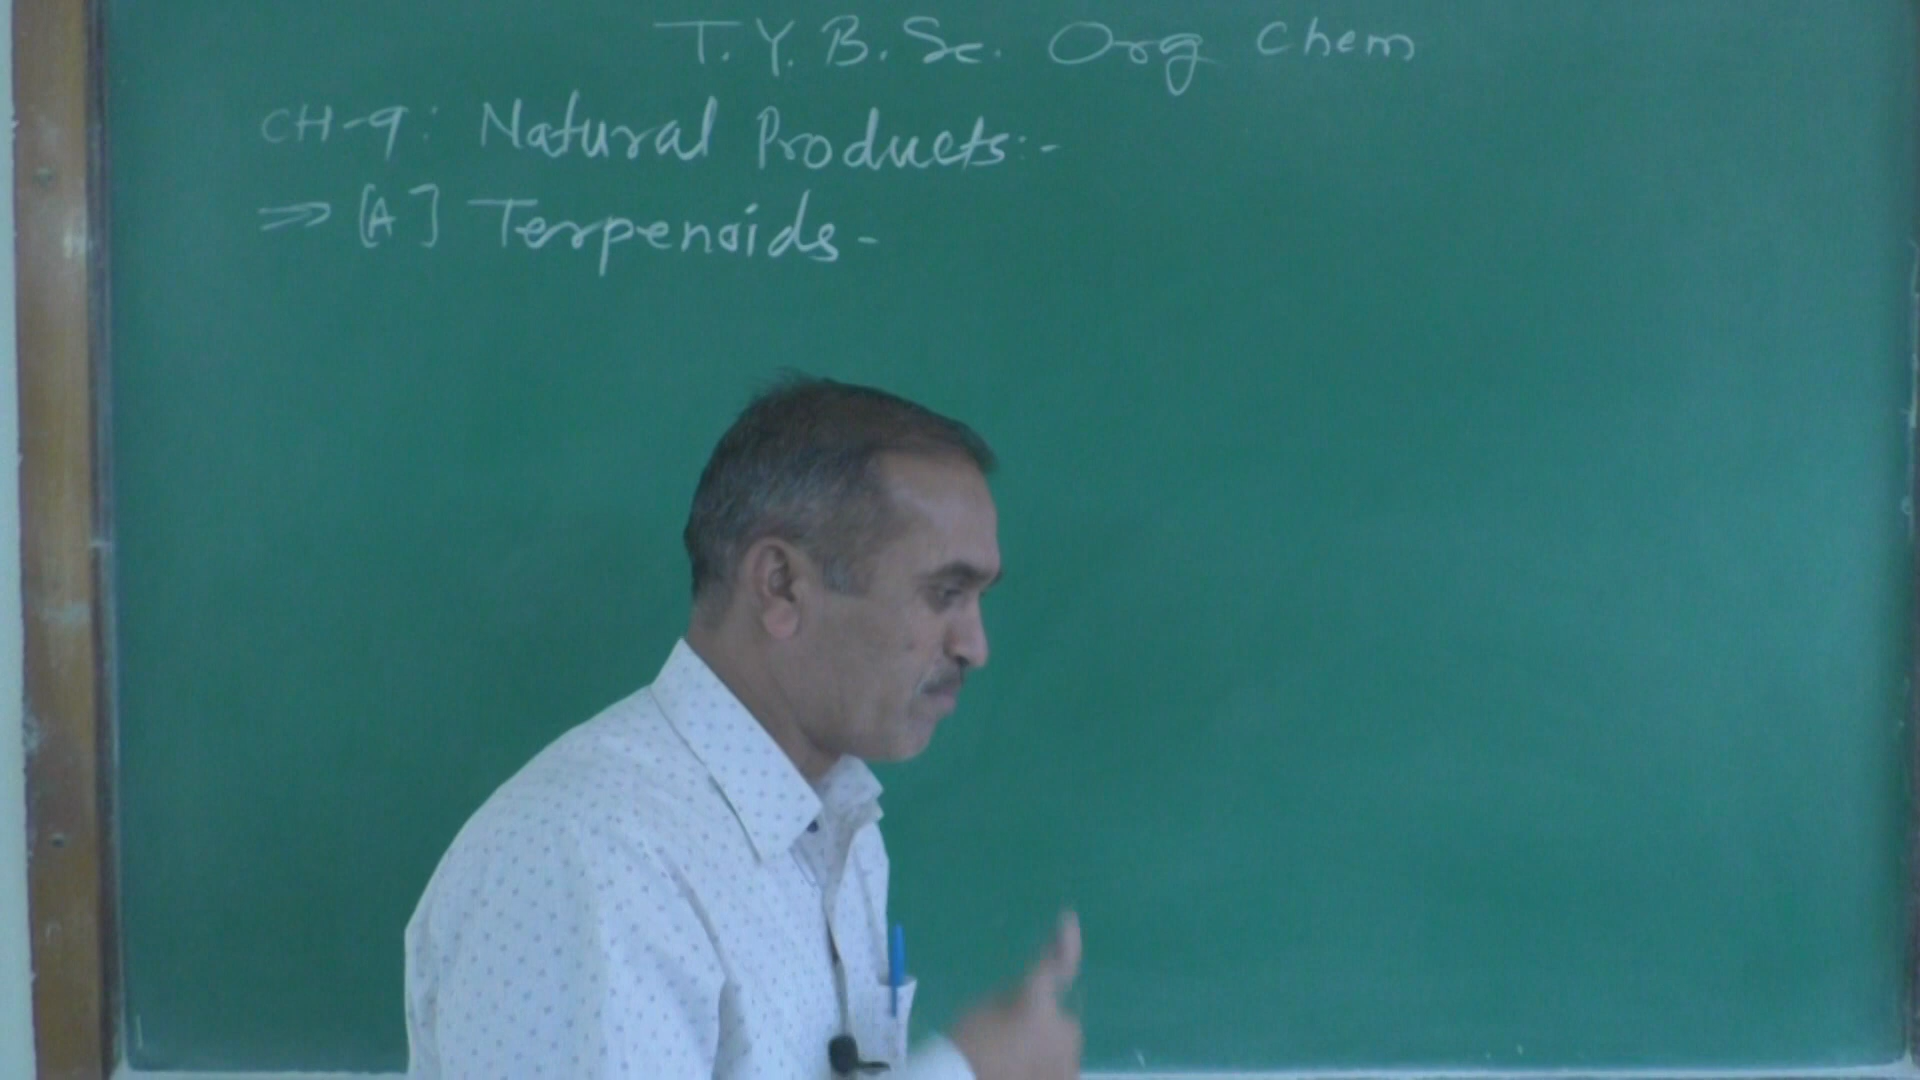 T.Y.B.Sc. Org Chem
CH-9: Natural Products:-
⇒ [A] Terpenoids-